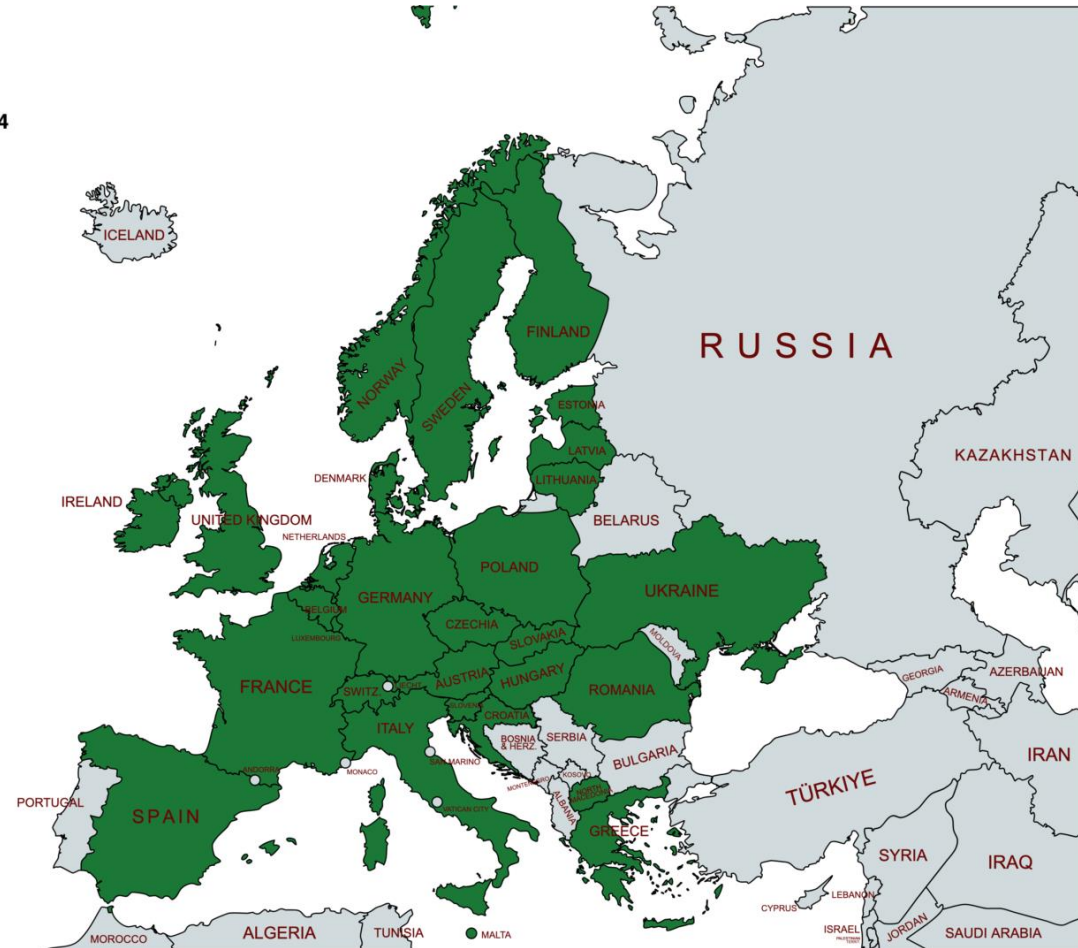 4
ICELAND
RUSSIA
FINLAND
NORWAY
SWEDEN
ESTONIA
LATVIA
LITHUANIA
DENMARK
KAZAKHSTAN
IRELAND
UNITED KINGDOM
NETHERLANDS
BELARUS
POLAND
GERMANY
UKRAINE
BELGIUM
CZECHIA
LUXEMBOURG
SLOVAKIA
MOLDOVA
FRANCE
SWITZ.
LIECHT.
AUSTRIA
HUNGARY
ROMANIA
GEORGIA
AZERBAIJAN
ARMENIA
SLOVENIA
CROATIA
ITALY
BOSNIA
& HERZ.
SERBIA
BULGARIA
SAN MARINO
ANDORRA
MONACO
MONTENEGRO
KOSOVO
IRAN
PORTUGAL
SPAIN
VATICAN CITY
ALBANIA
NORTH
MACEDONIA
TÜRKIYE
GREECE
SYRIA
IRAQ
CYPRUS
LEBANON
MOROCCO
ALGERIA
TUNISIA
MALTA
ISRAEL
JORDAN
SAUDI ARABIA